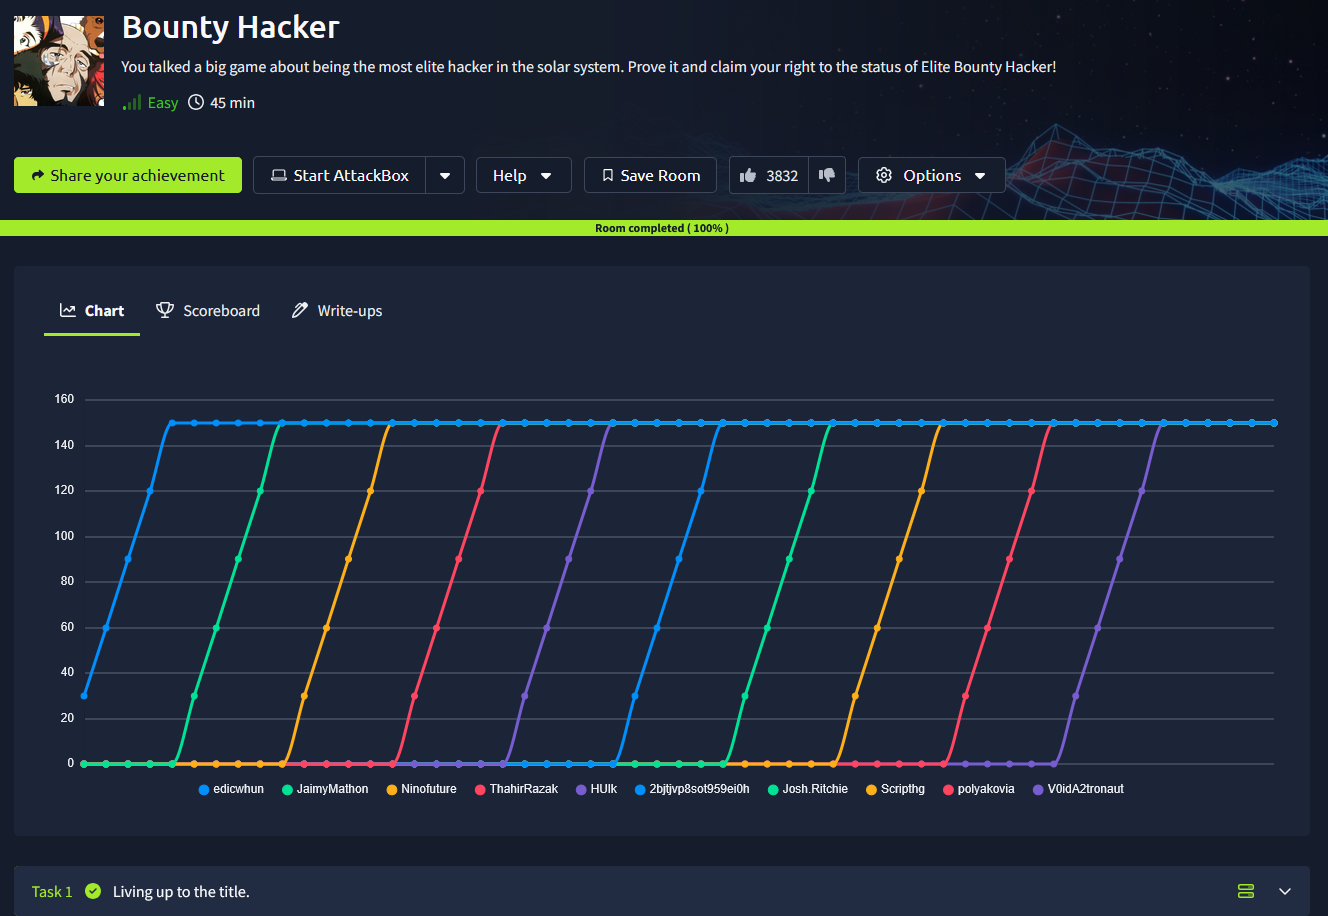 Bounty Hacker
You talked a big game about being the most elite hacker in the solar system. Prove it and claim your right to the status of Elite Bounty Hacker!
Easy 45 min
Share your achievement Start AttackBox Help Save Room 3832 Options
Room completed ( 100% )
Chart Scoreboard Write-ups
160
140
120
100
80
60
40
20
0
edicwhun JaimyMathon Ninofuture ThahirRazak HUlk 2bjtjvp8sot959ei0h Josh.Ritchie Scripthg polyakovia V0idA2tronaut
Task 1 Living up to the title.